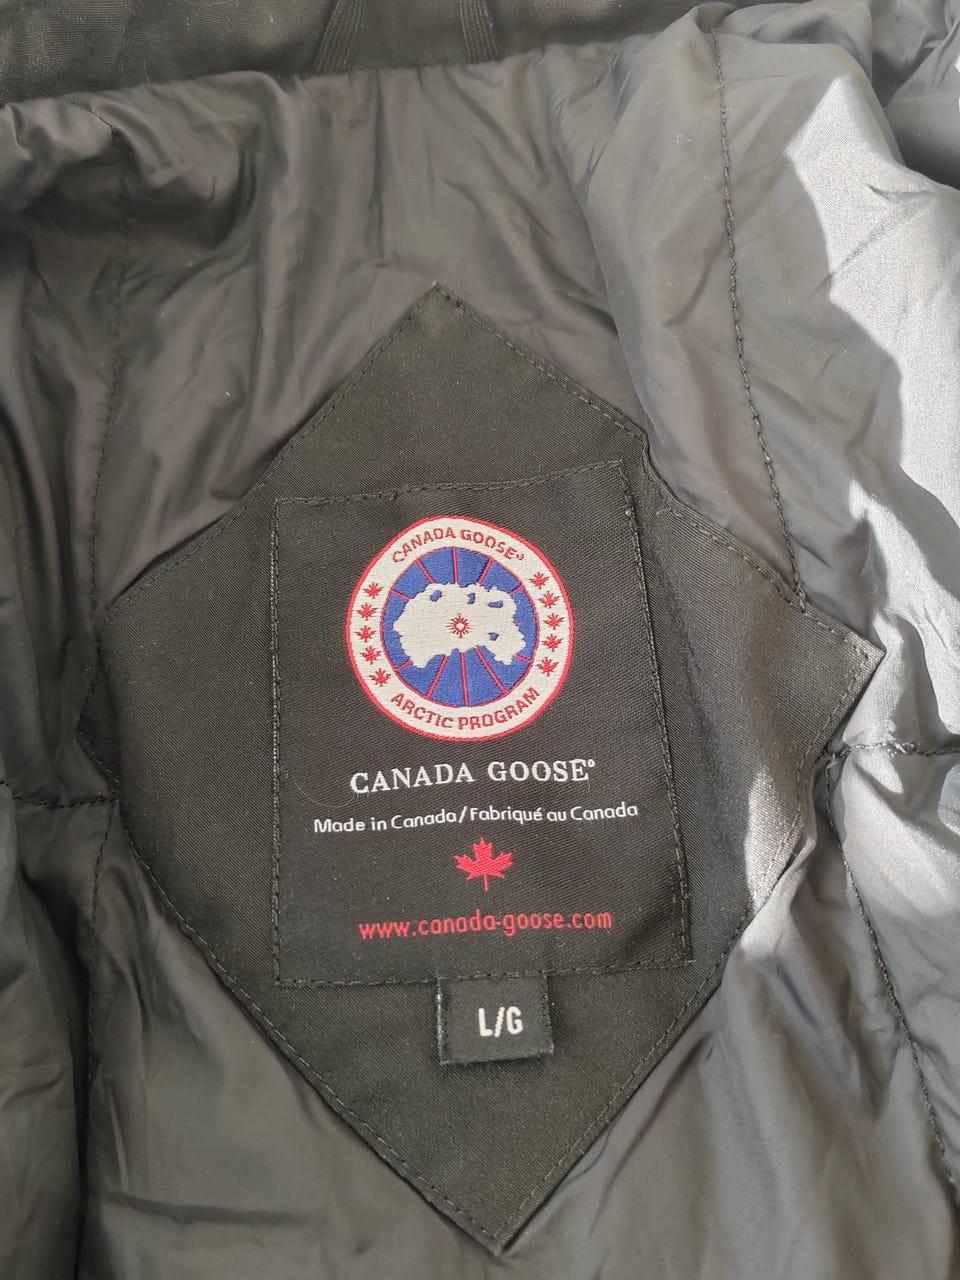 CANADA GOOSE®
ARCTIC PROGRAM
CANADA GOOSE®
Made in Canada/Fabriqué au Canada
www.canada-goose.com
L/G